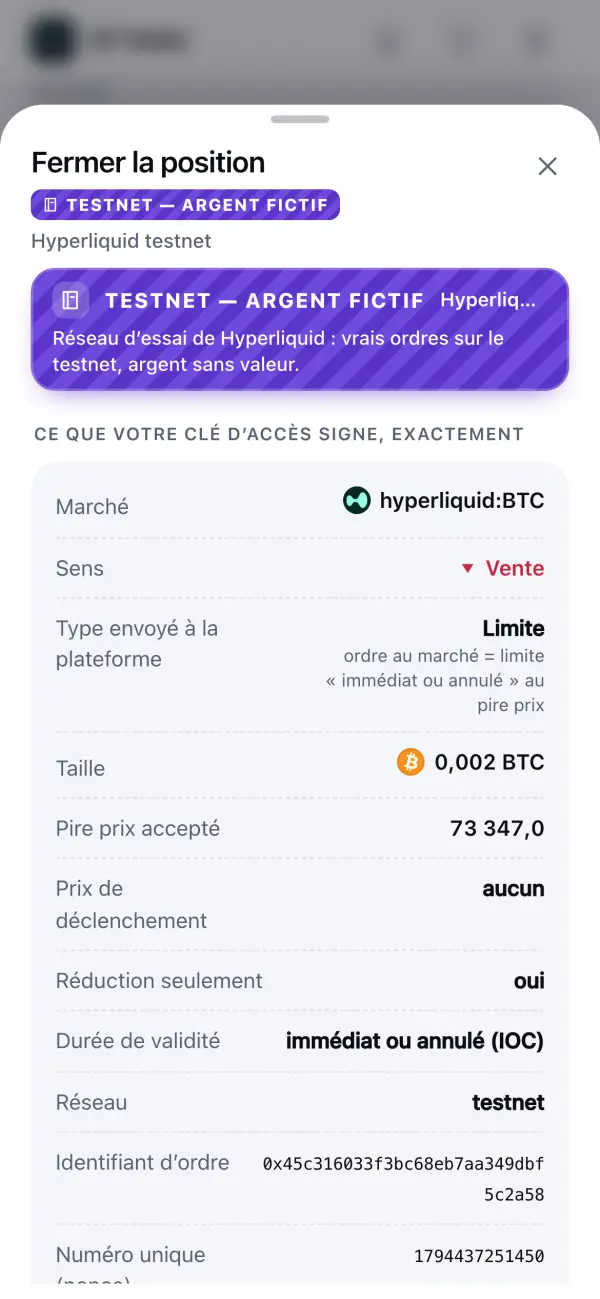 Fermer la position
TESTNET — ARGENT FICTIF
Hyperliquid testnet
TESTNET — ARGENT FICTIF Hyperliq...
Réseau d’essai de Hyperliquid : vrais ordres sur le
testnet, argent sans valeur.
CE QUE VOTRE CLÉ D’ACCÈS SIGNE, EXACTEMENT
Marché hyperliquid:BTC
Sens ▼ Vente
Type envoyé à la Limite
plateforme ordre au marché = limite
« immédiat ou annulé » au
pire prix
Taille 0,002 BTC
Pire prix accepté 73 347,0
Prix de aucun
déclenchement
Réduction seulement oui
Durée de validité immédiat ou annulé (IOC)
Réseau testnet
Identifiant d’ordre 0x45c316033f3bc68eb7aa349dbf
5c2a58
Numéro unique 1794437251450
(nonce)